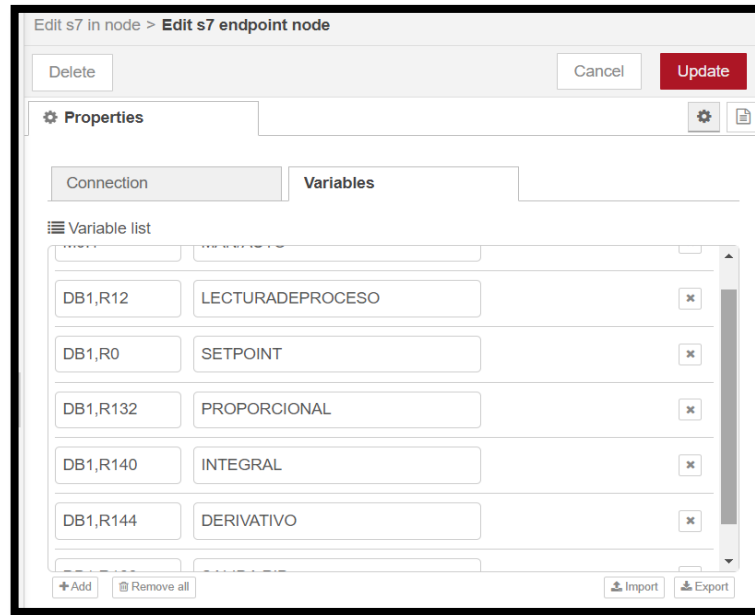 Edit s7 in node > Edit s7 endpoint node
Delete Cancel Update
Properties
Connection Variables
Variable list
DB1,R12 LECTURADEPROCESO
DB1,R0 SETPOINT
DB1,R132 PROPORCIONAL
DB1,R140 INTEGRAL
DB1,R144 DERIVATIVO
+Add Remove all Import Export